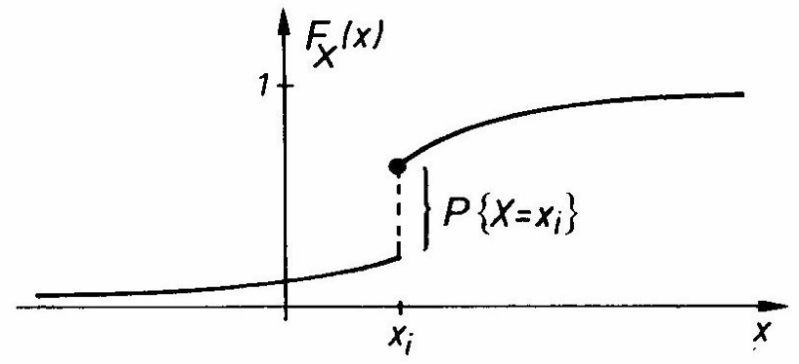 F_X(x)
1
P{X=x_i}
x_i
x